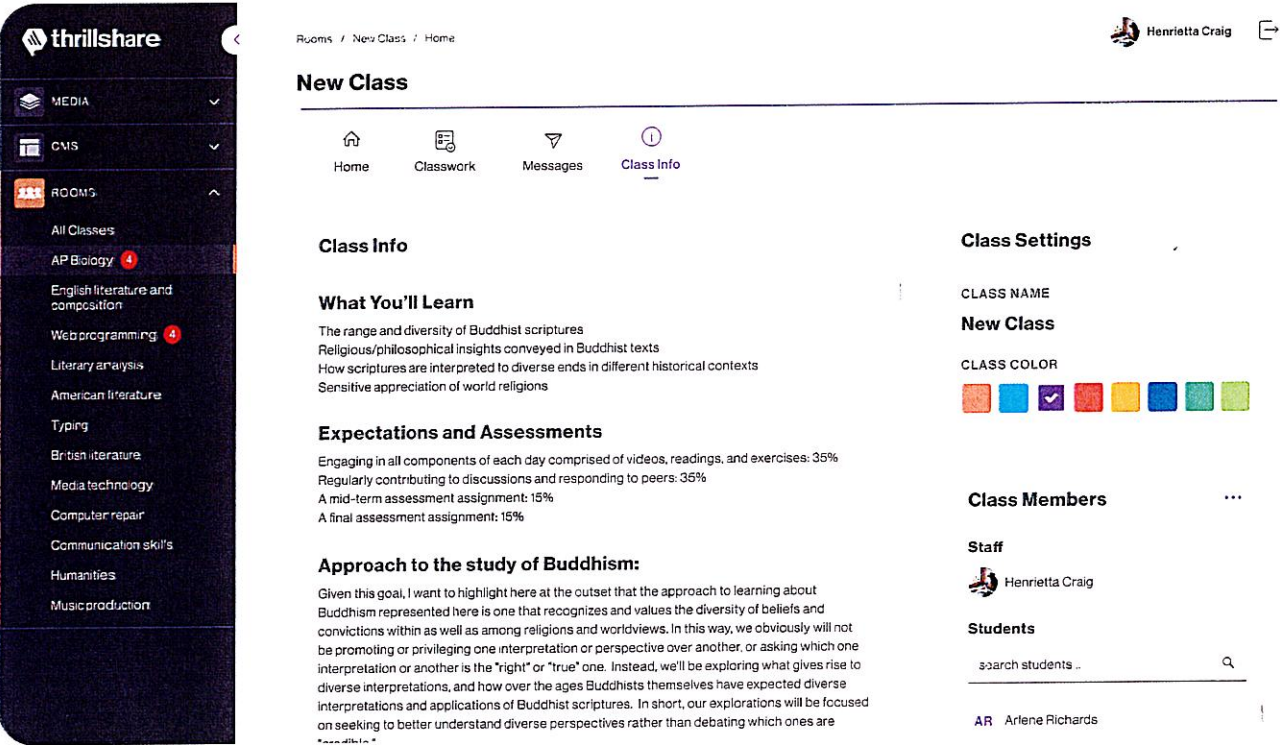 thrillshare
Rooms / New Class / Home
Henrietta Craig
New Class
MEDIA
CMS
ROOMS
All Classes
AP Biology 4
English literature and
composition
Web programming 4
Literary analysis
American literature
Typing
British literature
Media technology
Computer repair
Communication skills
Humanities
Music production
Home
Classwork
Messages
Class Info
Class Info
What You'll Learn
The range and diversity of Buddhist scriptures
Religious/philosophical insights conveyed in Buddhist texts
How scriptures are interpreted to diverse ends in different historical contexts
Sensitive appreciation of world religions
Expectations and Assessments
Engaging in all components of each day comprised of videos, readings, and exercises: 35%
Regularly contributing to discussions and responding to peers: 35%
A mid-term assessment assignment: 15%
A final assessment assignment: 15%
Approach to the study of Buddhism:
Given this goal, I want to highlight here at the outset that the approach to learning about
Buddhism represented here is one that recognizes and values the diversity of beliefs and
convictions within as well as among religions and worldviews. In this way, we obviously will not
be promoting or privileging one interpretation or perspective over another, or asking which one
interpretation or another is the "right" or "true" one. Instead, we'll be exploring what gives rise to
diverse interpretations, and how over the ages Buddhists themselves have expected diverse
interpretations and applications of Buddhist scriptures. In short, our explorations will be focused
on seeking to better understand diverse perspectives rather than debating which ones are
Class Settings
CLASS NAME
New Class
CLASS COLOR
Class Members
Staff
Henrietta Craig
Students
search students ..
AR Arlene Richards